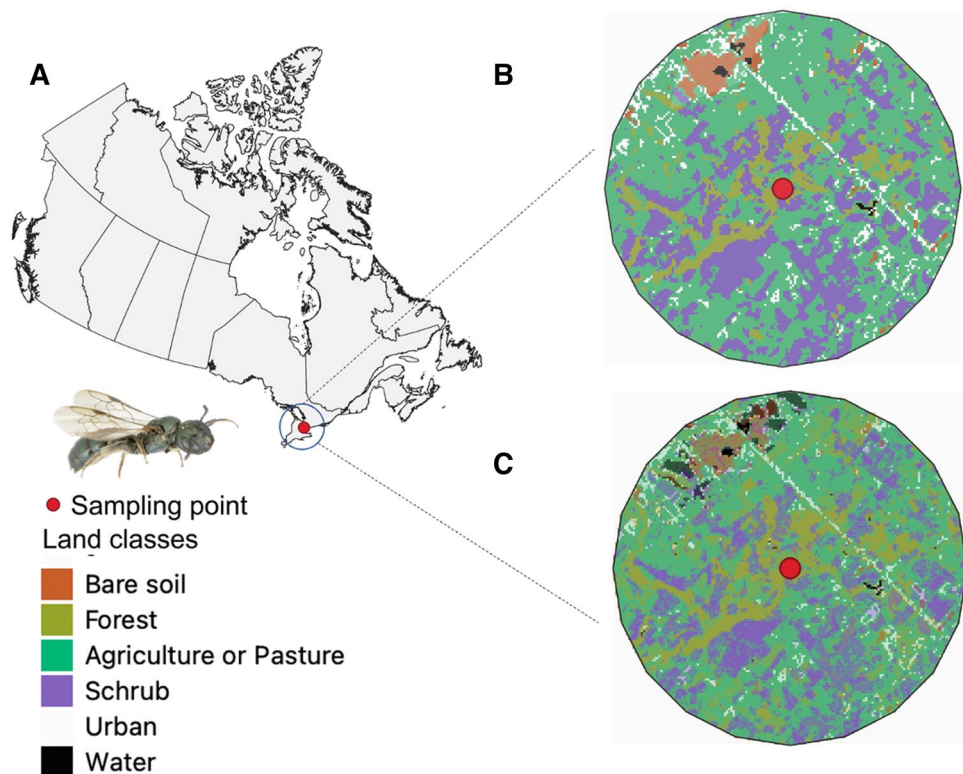 A
B
C
Sampling point
Land classes
Bare soil
Forest
Agriculture or Pasture
Schrub
Urban
Water